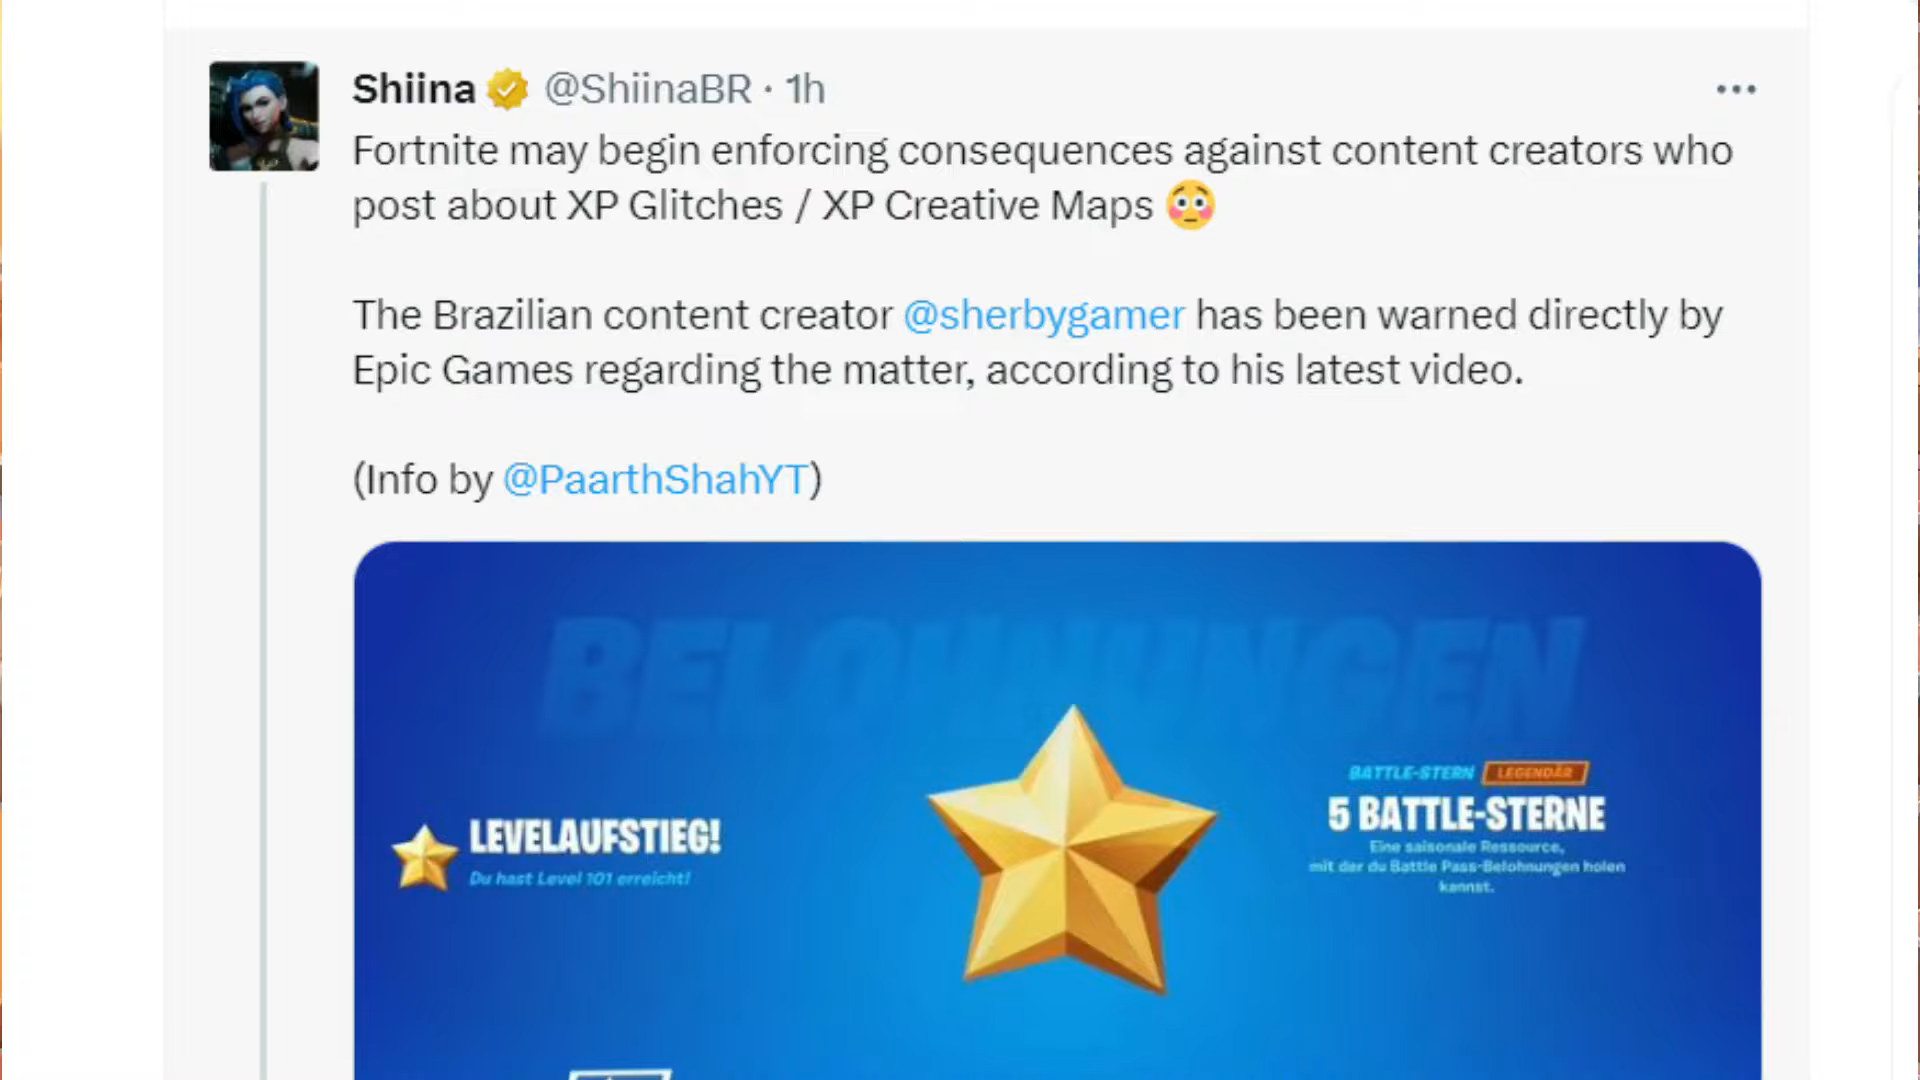 Shiina @ShiinaBR · 1h
Fortnite may begin enforcing consequences against content creators who
post about XP Glitches / XP Creative Maps 😳
The Brazilian content creator @sherbygamer has been warned directly by
Epic Games regarding the matter, according to his latest video.
(Info by @PaarthShahYT)
BELOHNUNGEN
LEVELAUFSTIEG!
Du hast Level 101 erreicht!
BATTLE-STERN LEGENDÄR
5 BATTLE-STERNE
Eine saisonale Ressource,
mit der du Battle Pass-Belohnungen holen
kannst.